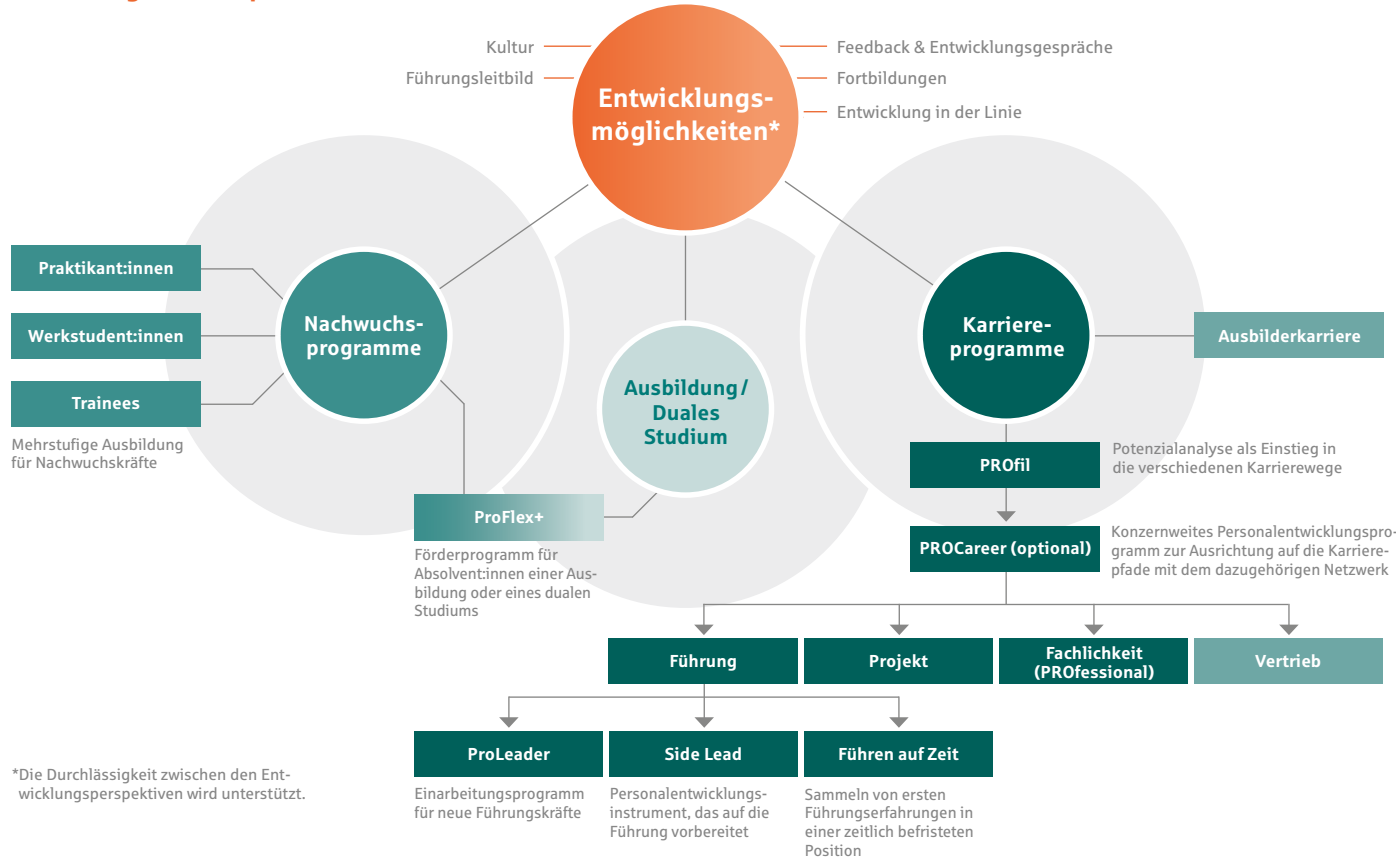 Kultur
Führungsleitbild
Entwicklungs-
möglichkeiten*
Feedback & Entwicklungsgespräche
Fortbildungen
Entwicklung in der Linie
Praktikant:innen
Werkstudent:innen
Trainees
Mehrstufige Ausbildung
für Nachwuchskräfte
Nachwuchs-
programme
Ausbildung/
Duales
Studium
Karriere-
programme
Ausbilderkarriere
ProFlex+
Förderprogramm für
Absolvent:innen einer Aus-
bildung oder eines dualen
Studiums
PROfil
Potenzialanalyse als Einstieg in
die verschiedenen Karrierewege
PROCareer (optional)
Konzernweites Personalentwicklungspro-
gramm zur Ausrichtung auf die Karriere-
pfade mit dem dazugehörigen Netzwerk
Führung
Projekt
Fachlichkeit
(PROfessional)
Vertrieb
ProLeader
Einarbeitungsprogramm
für neue Führungskräfte
Side Lead
Personalentwicklungs-
instrument, das auf die
Führung vorbereitet
Führen auf Zeit
Sammeln von ersten
Führungserfahrungen in
einer zeitlich befristeten
Position
*Die Durchlässigkeit zwischen den Ent-
wicklungsperspektiven wird unterstützt.